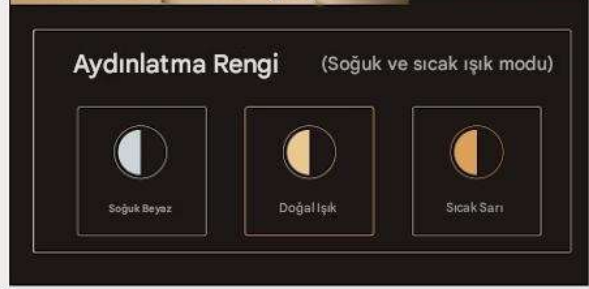 Aydınlatma Rengi (Soğuk ve sıcak ışık modu)
Soğuk Beyaz
Doğal Işık
Sıcak Sarı